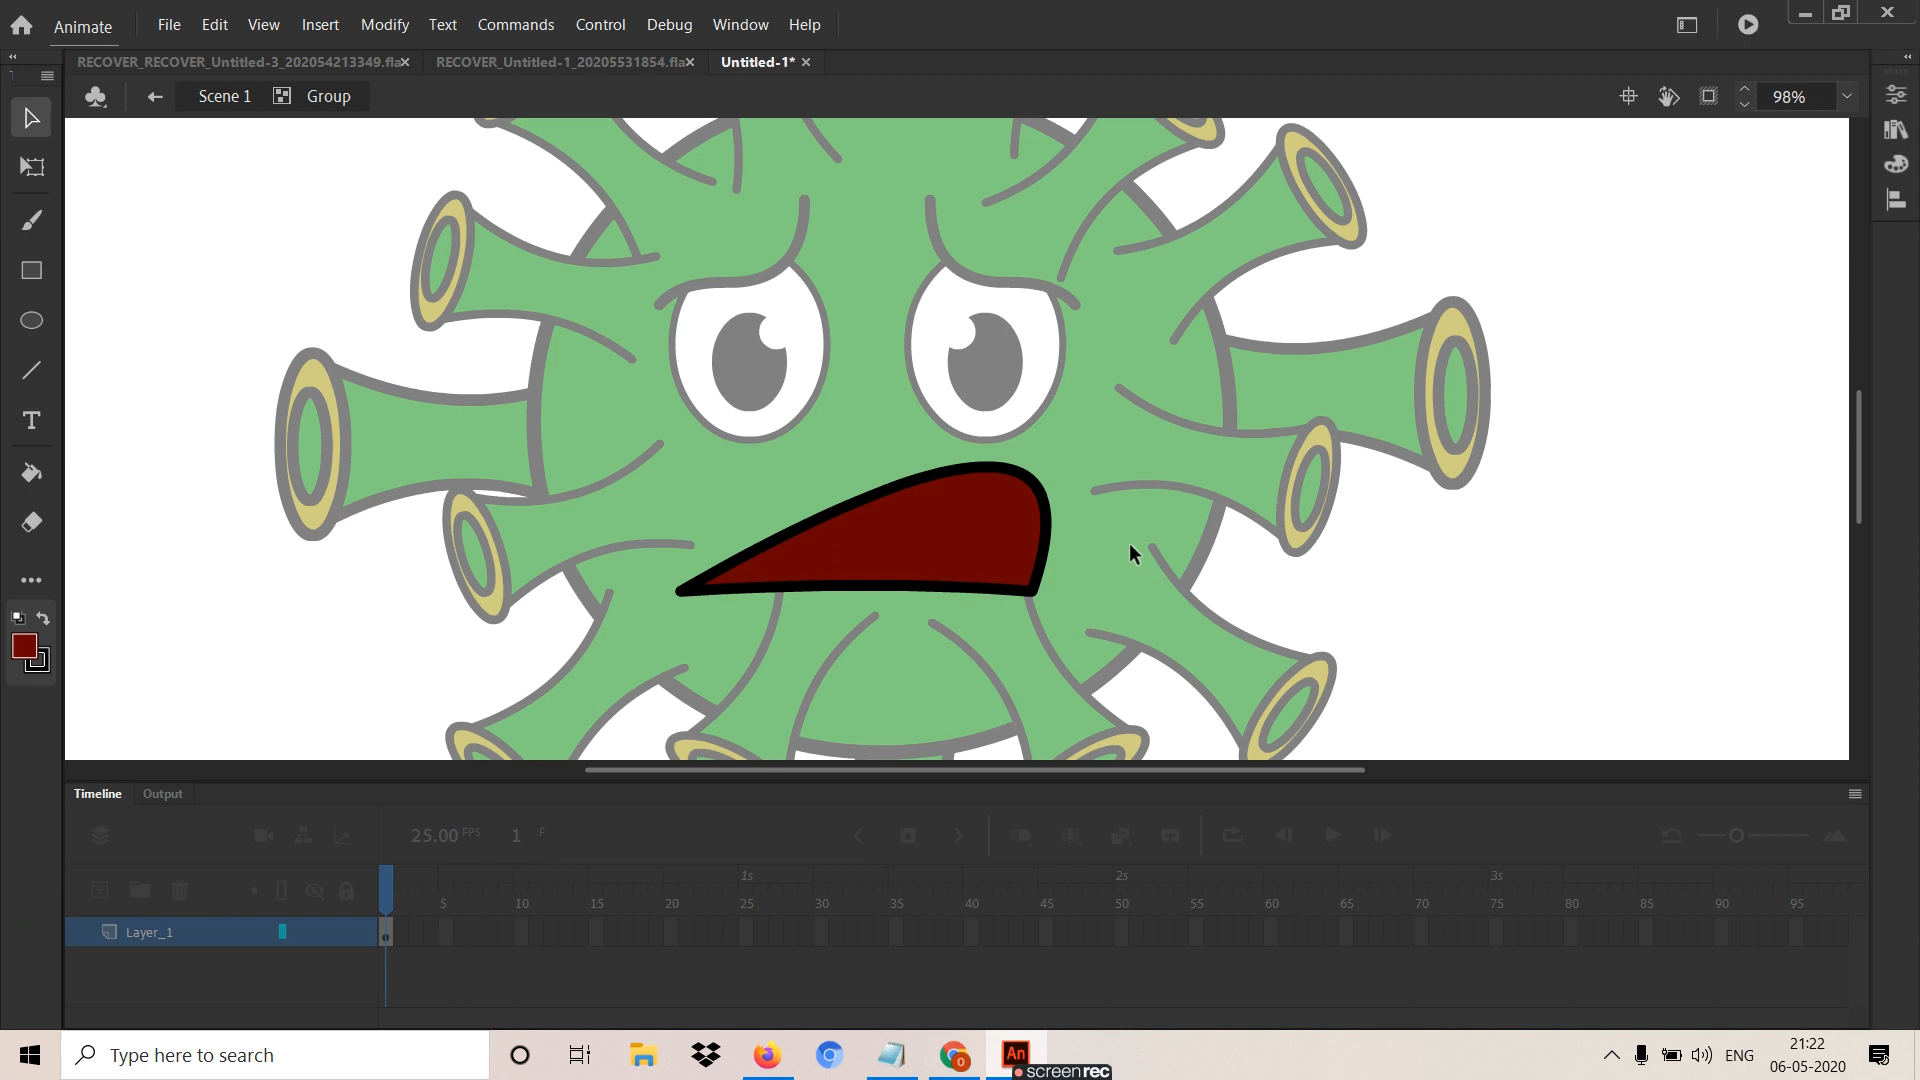 Animate File Edit View Insert Modify Text Commands Control Debug Window Help
RECOVER_RECOVER_Untitled-3_202054213349.fla× RECOVER_Untitled-1_20205531854.fla× Untitled-1* ×
Scene 1 Group 98%
T
Timeline Output
25.00 FPS 1 F
1s 2s 3s
5 10 15 20 25 30 35 40 45 50 55 60 65 70 75 80 85 90 95
Layer_1
Type here to search
An
ENG
21:22
06-05-2020
screenrec